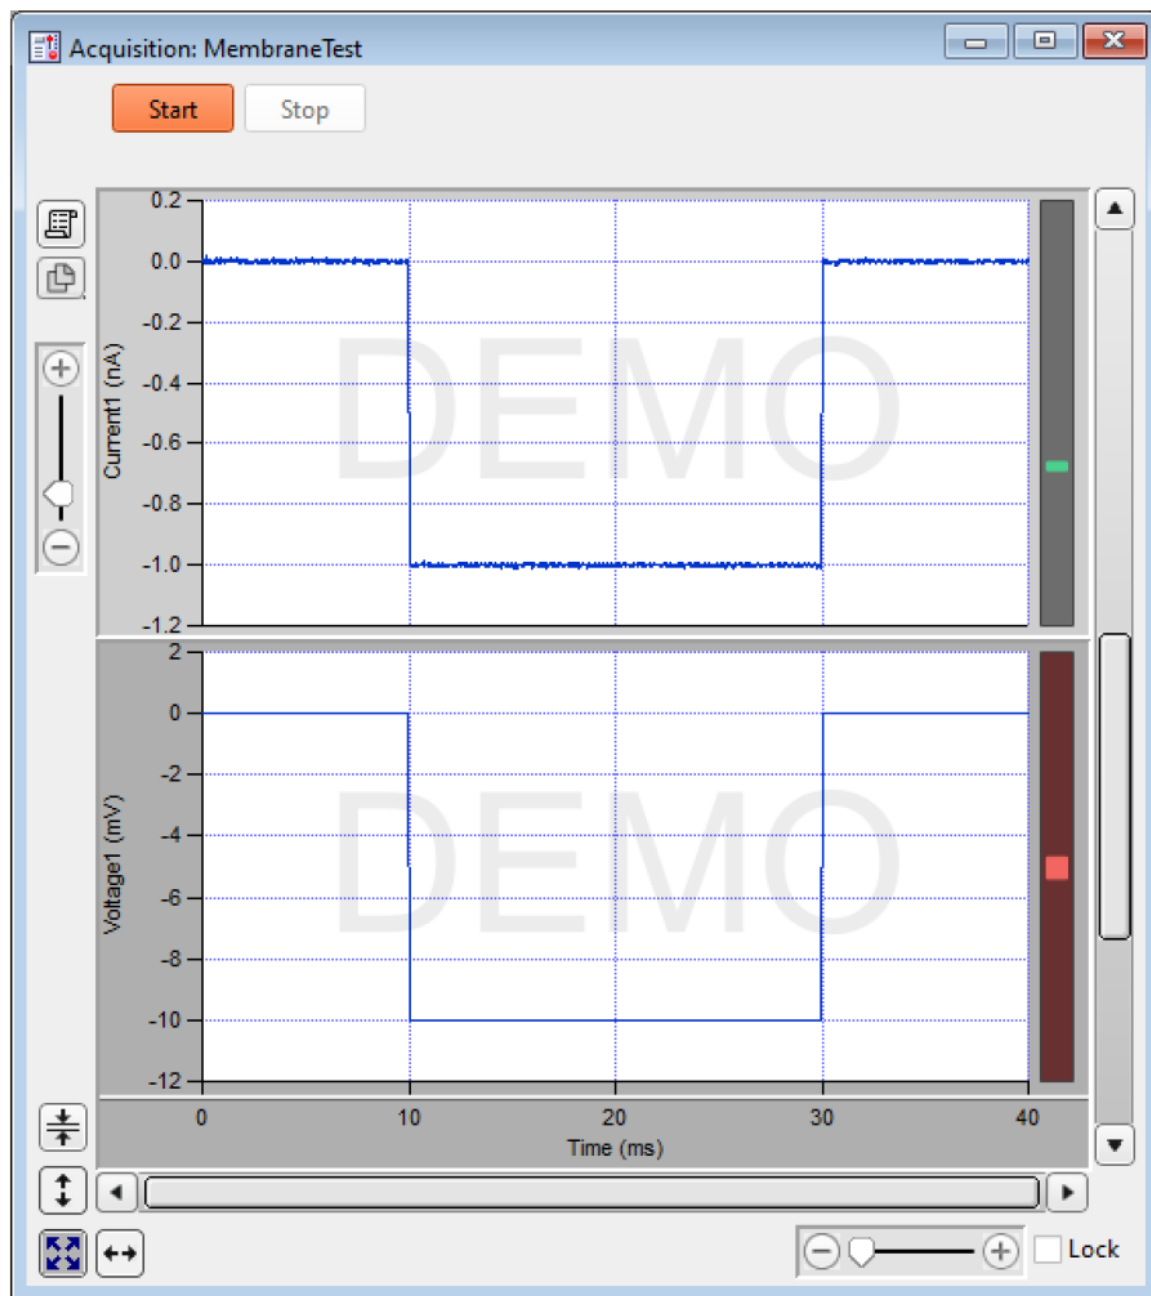 Acquisition: MembraneTest
Start Stop
0.2
0.0
-0.2
-0.4
-0.6
-0.8
-1.0
-1.2
Current1 (nA)
DEMO
2
0
-2
-4
-6
-8
-10
-12
Voltage1 (mV)
DEMO
0 10 20 30 40
Time (ms)
Lock